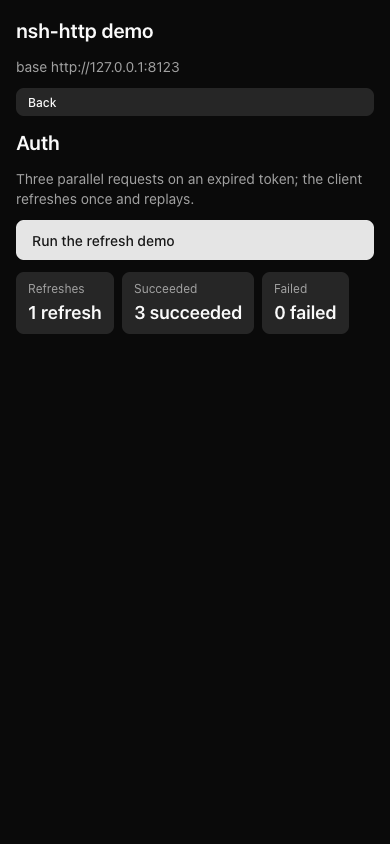 nsh-http demo
base http://127.0.0.1:8123
Back
Auth
Three parallel requests on an expired token; the client
refreshes once and replays.
Run the refresh demo
Refreshes
1 refresh
Succeeded
3 succeeded
Failed
0 failed